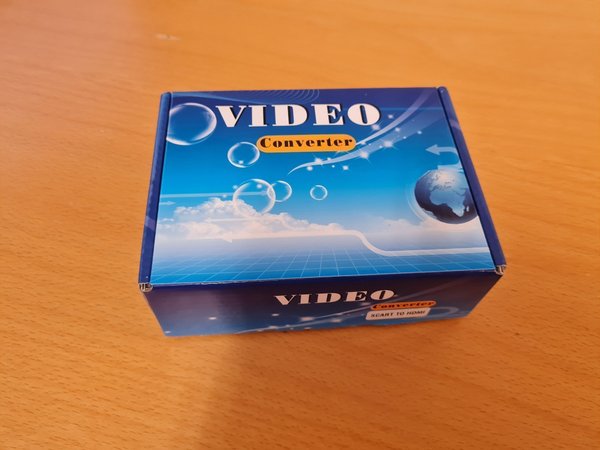 VIDEO
Converter
VIDEO
Converter
SCART TO HDMI